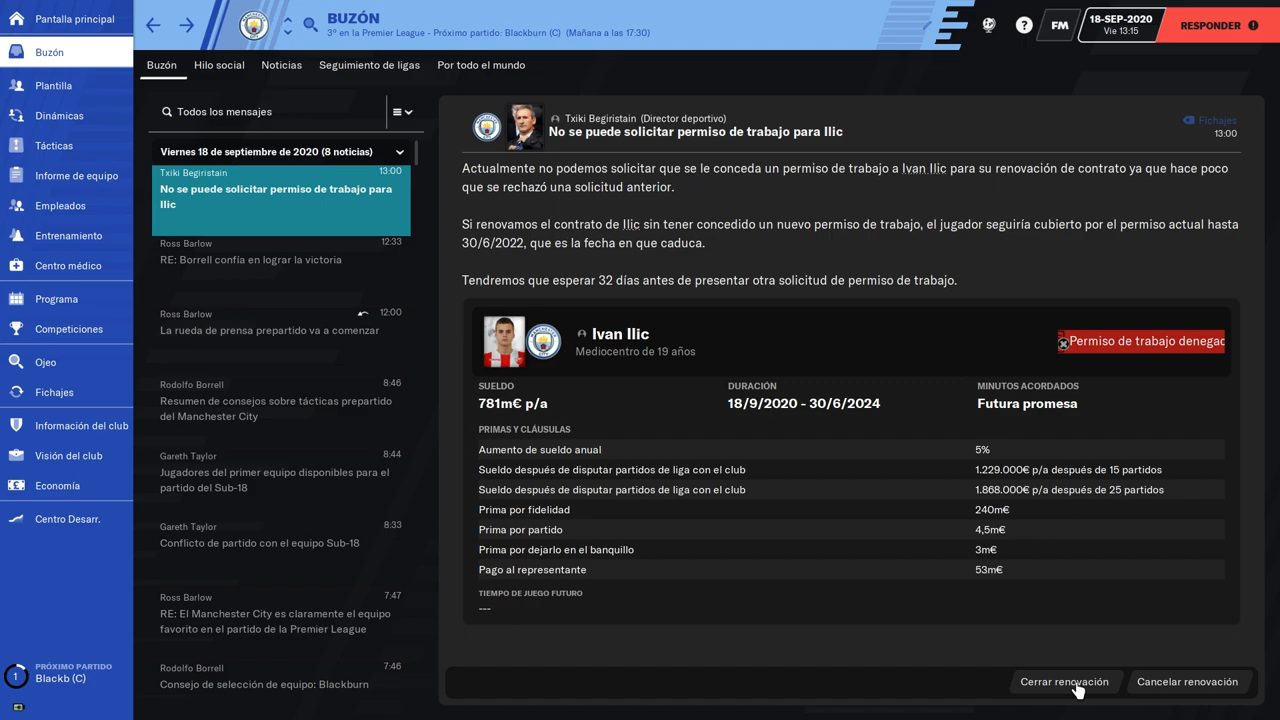 Pantalla principal
Buzón
Plantilla
Dinámicas
Tácticas
Informe de equipo
Empleados
Entrenamiento
Centro médico
Programa
Competiciones
Ojeo
Fichajes
Información del club
Visión del club
Economía
Centro Desarr.
1
PRÓXIMO PARTIDO
Blackb (C)
BUZÓN
3º en la Premier League - Próximo partido: Blackburn (C) (Mañana a las 17:30)
FM
18-SEP-2020
Vie 13:15
RESPONDER
Buzón
Hilo social
Noticias
Seguimiento de ligas
Por todo el mundo
Todos los mensajes
Viernes 18 de septiembre de 2020 (8 noticias)
Txiki Begiristain 13:00
No se puede solicitar permiso de trabajo para
Ilic
Ross Barlow 12:33
RE: Borrell confía en lograr la victoria
Ross Barlow 12:00
La rueda de prensa prepartido va a comenzar
Rodolfo Borrell 8:46
Resumen de consejos sobre tácticas prepartido
del Manchester City
Gareth Taylor 8:44
Jugadores del primer equipo disponibles para el
partido del Sub-18
Gareth Taylor 8:33
Conflicto de partido con el equipo Sub-18
Ross Barlow 7:47
RE: El Manchester City es claramente el equipo
favorito en el partido de la Premier League
Rodolfo Borrell 7:46
Consejo de selección de equipo: Blackburn
Txiki Begiristain (Director deportivo)
No se puede solicitar permiso de trabajo para Ilic
Fichajes
13:00
Actualmente no podemos solicitar que se le conceda un permiso de trabajo a Ivan Ilic para su renovación de contrato ya que hace poco
que se rechazó una solicitud anterior.
Si renovamos el contrato de Ilic sin tener concedido un nuevo permiso de trabajo, el jugador seguiría cubierto por el permiso actual hasta
30/6/2022, que es la fecha en que caduca.
Tendremos que esperar 32 días antes de presentar otra solicitud de permiso de trabajo.
Ivan Ilic
Mediocentro de 19 años
Permiso de trabajo denegad
SUELDO
781m€ p/a
DURACIÓN
18/9/2020 - 30/6/2024
MINUTOS ACORDADOS
Futura promesa
PRIMAS Y CLÁUSULAS
Aumento de sueldo anual 5%
Sueldo después de disputar partidos de liga con el club 1.229.000€ p/a después de 15 partidos
Sueldo después de disputar partidos de liga con el club 1.868.000€ p/a después de 25 partidos
Prima por fidelidad 240m€
Prima por partido 4,5m€
Prima por dejarlo en el banquillo 3m€
Pago al representante 53m€
TIEMPO DE JUEGO FUTURO
---
Cerrar renovación
Cancelar renovación